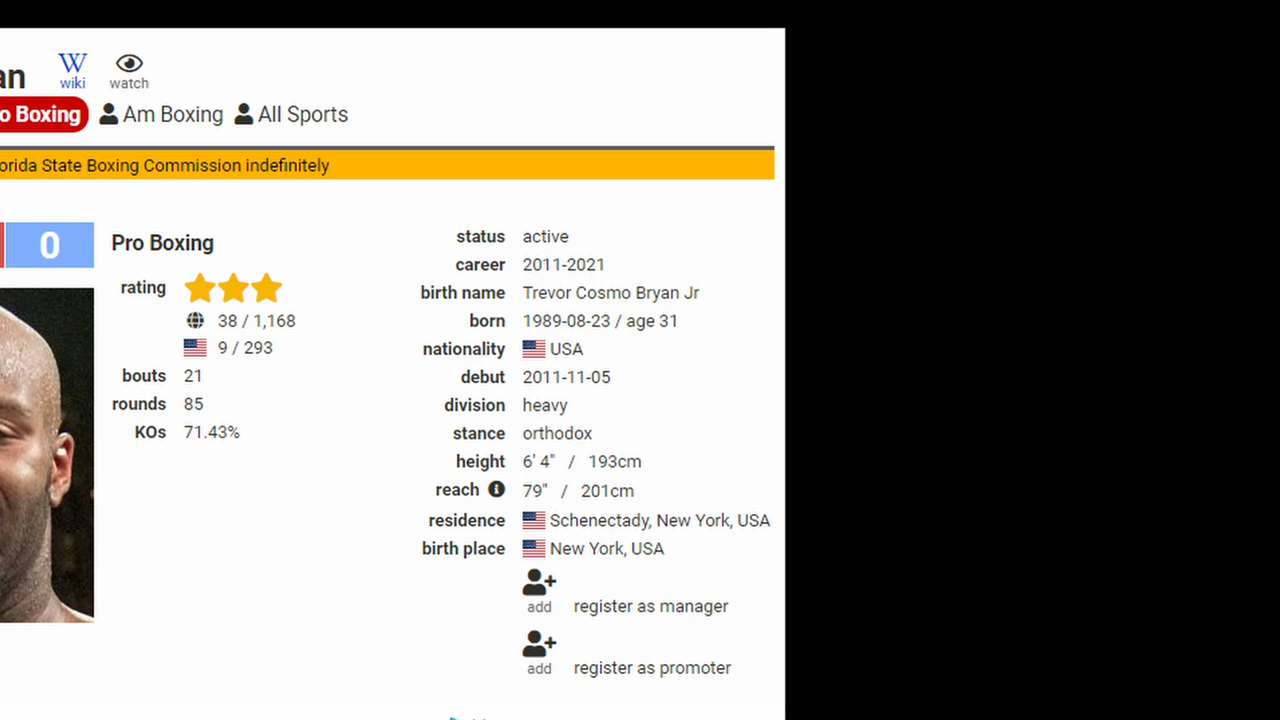 an
W
wiki
watch
o Boxing Am Boxing All Sports
orida State Boxing Commission indefinitely
0
Pro Boxing
rating
38 / 1,168
9 / 293
bouts 21
rounds 85
KOs 71.43%
status active
career 2011-2021
birth name Trevor Cosmo Bryan Jr
born 1989-08-23 / age 31
nationality USA
debut 2011-11-05
division heavy
stance orthodox
height 6' 4" / 193cm
reach 79" / 201cm
residence Schenectady, New York, USA
birth place New York, USA
add register as manager
add register as promoter